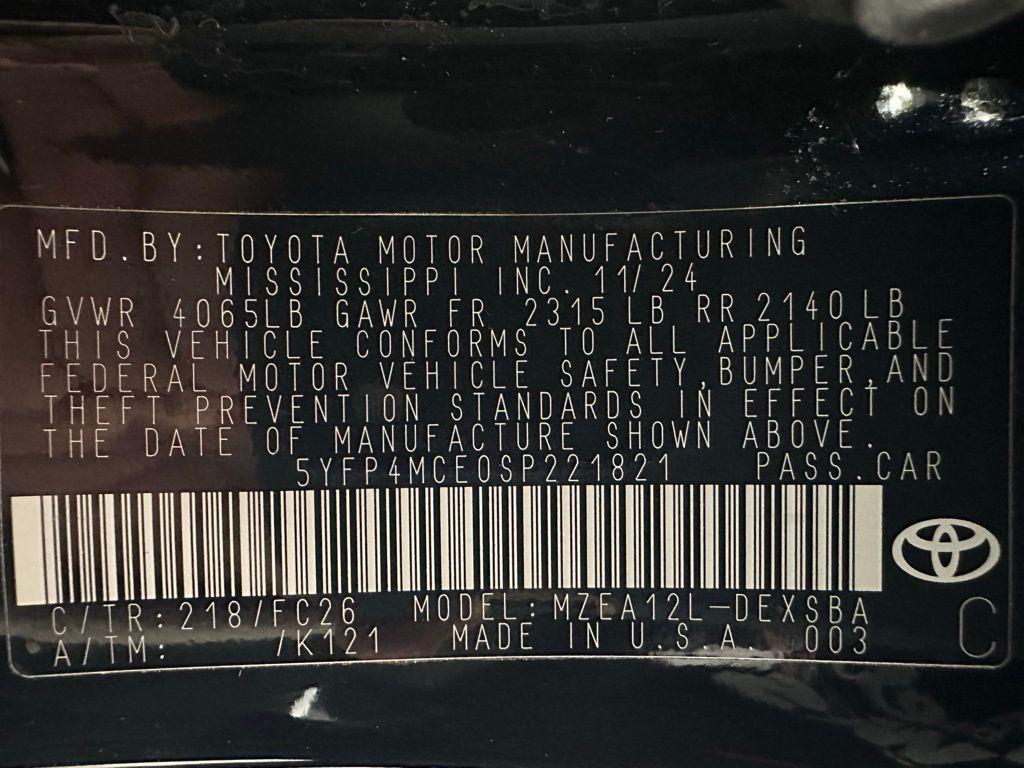 MFD.BY:TOYOTA MOTOR MANUFACTURING
MISSISSIPPI INC. 11/24
GVWR 4065LB GAWR FR 2315 LB RR 2140 LB
THIS VEHICLE CONFORMS TO ALL APPLICABLE
FEDERAL MOTOR VEHICLE SAFETY,BUMPER,AND
THEFT PREVENTION STANDARDS IN EFFECT ON
THE DATE OF MANUFACTURE SHOWN ABOVE.
5YFP4MCE0SP221821 PASS.CAR
C/TR:218/FC26 MODEL:MZEA12L-DEXSBA
A/TM: /K121 MADE IN U.S.A. 003
C